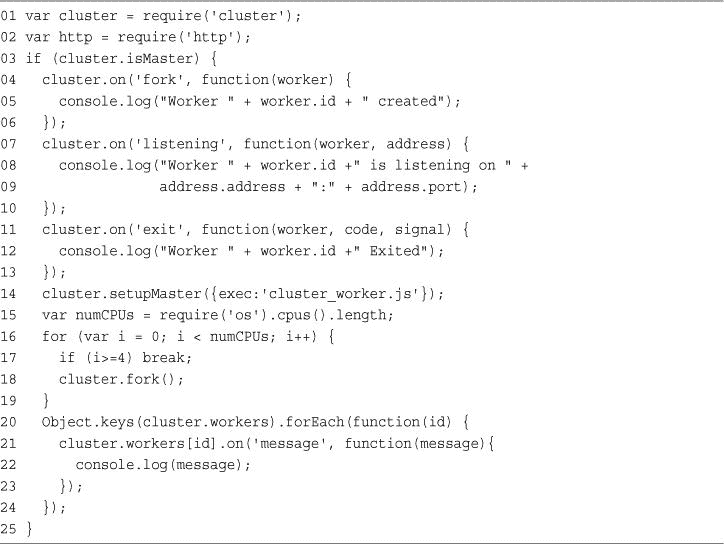 01 var cluster = require('cluster');
02 var http = require('http');
03 if (cluster.isMaster) {
04   cluster.on('fork', function(worker) {
05     console.log("Worker " + worker.id + " created");
06   });
07   cluster.on('listening', function(worker, address) {
08     console.log("Worker " + worker.id +" is listening on " +
09                 address.address + ":" + address.port);
10   });
11   cluster.on('exit', function(worker, code, signal) {
12     console.log("Worker " + worker.id +" Exited");
13   });
14   cluster.setupMaster({exec:'cluster_worker.js'});
15   var numCPUs = require('os').cpus().length;
16   for (var i = 0; i < numCPUs; i++) {
17     if (i>=4) break;
18     cluster.fork();
19   }
20   Object.keys(cluster.workers).forEach(function(id) {
21     cluster.workers[id].on('message', function(message){
22       console.log(message);
23     });
24   });
25 }